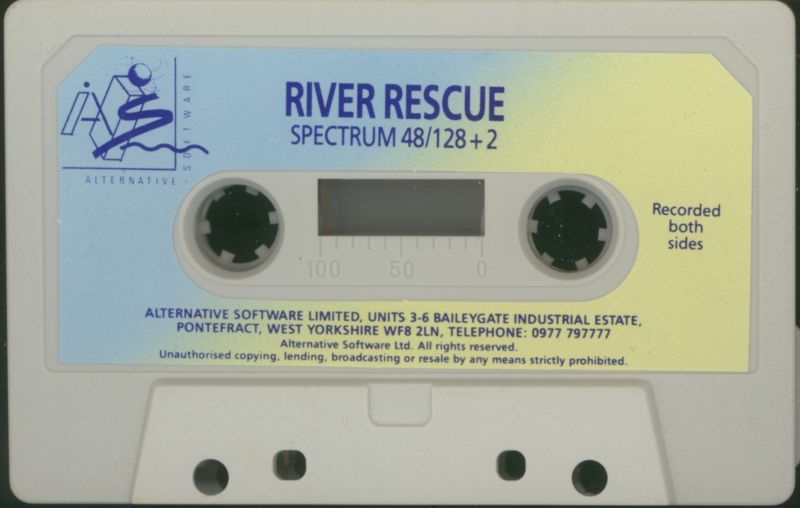 RIVER RESCUE
SPECTRUM 48/128+2
AS
SOFTWARE
ALTERNATIVE
Recorded
both
sides
100 50 0
ALTERNATIVE SOFTWARE LIMITED, UNITS 3-6 BAILEYGATE INDUSTRIAL ESTATE,
PONTEFRACT, WEST YORKSHIRE WF8 2LN, TELEPHONE: 0977 797777
Alternative Software Ltd. All rights reserved.
Unauthorised copying, lending, broadcasting or resale by any means strictly prohibited.